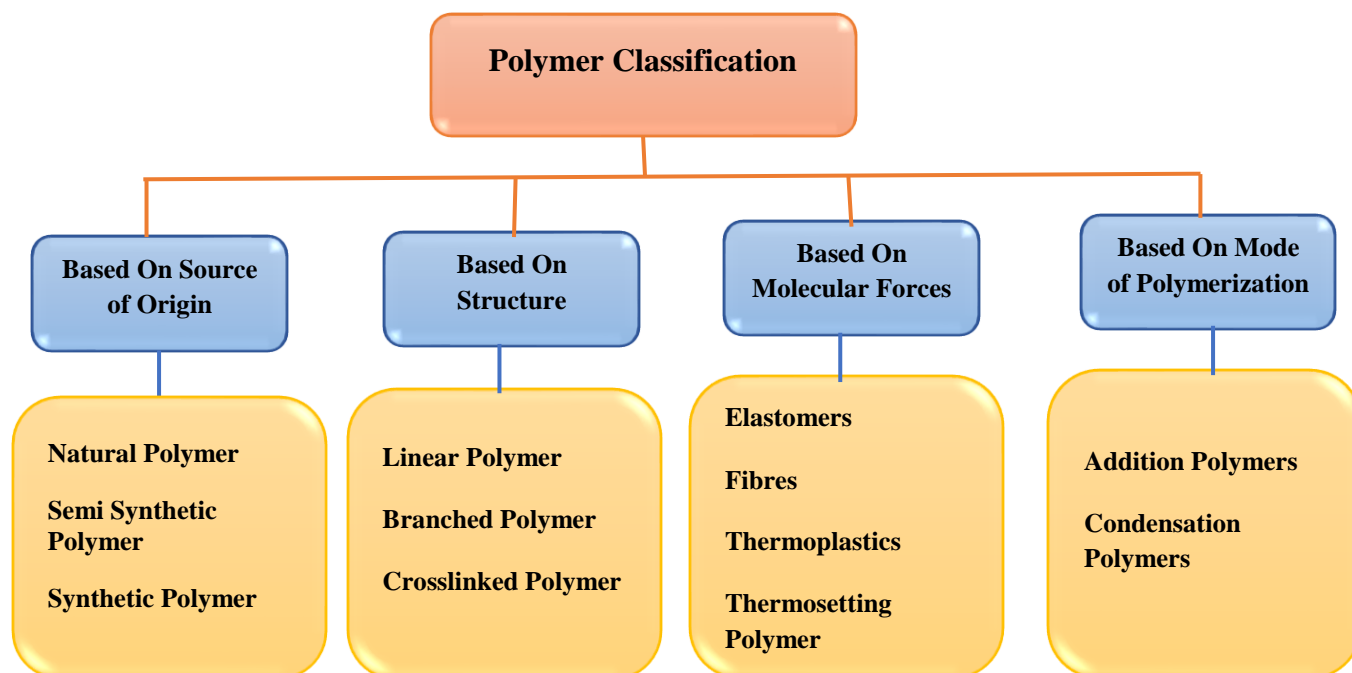 Polymer Classification
Based On Source
of Origin
Based On
Structure
Based On
Molecular Forces
Based On Mode
of Polymerization
Natural Polymer
Semi Synthetic
Polymer
Synthetic Polymer
Linear Polymer
Branched Polymer
Crosslinked Polymer
Elastomers
Fibres
Thermoplastics
Thermosetting
Polymer
Addition Polymers
Condensation
Polymers